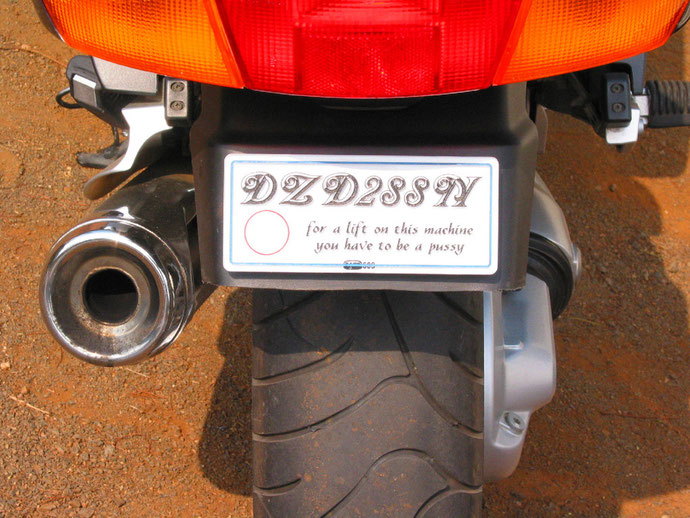 DZD288N
for a lift on this machine
you have to be a pussy